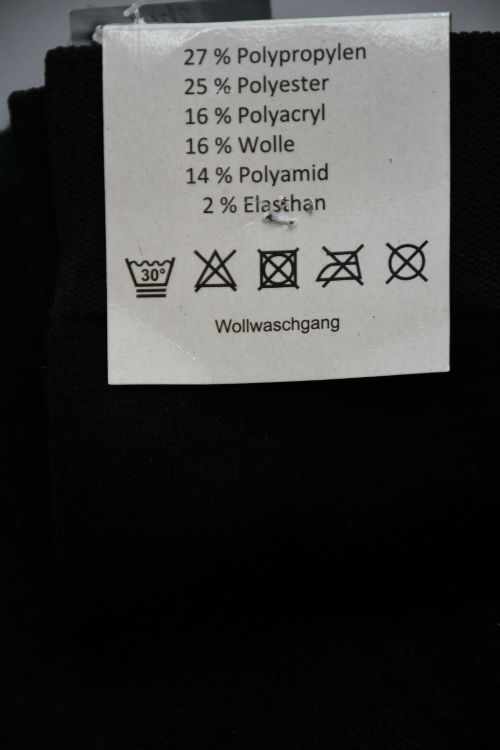 27 % Polypropylen
25 % Polyester
16 % Polyacryl
16 % Wolle
14 % Polyamid
2 % Elasthan
30°
Wollwaschgang